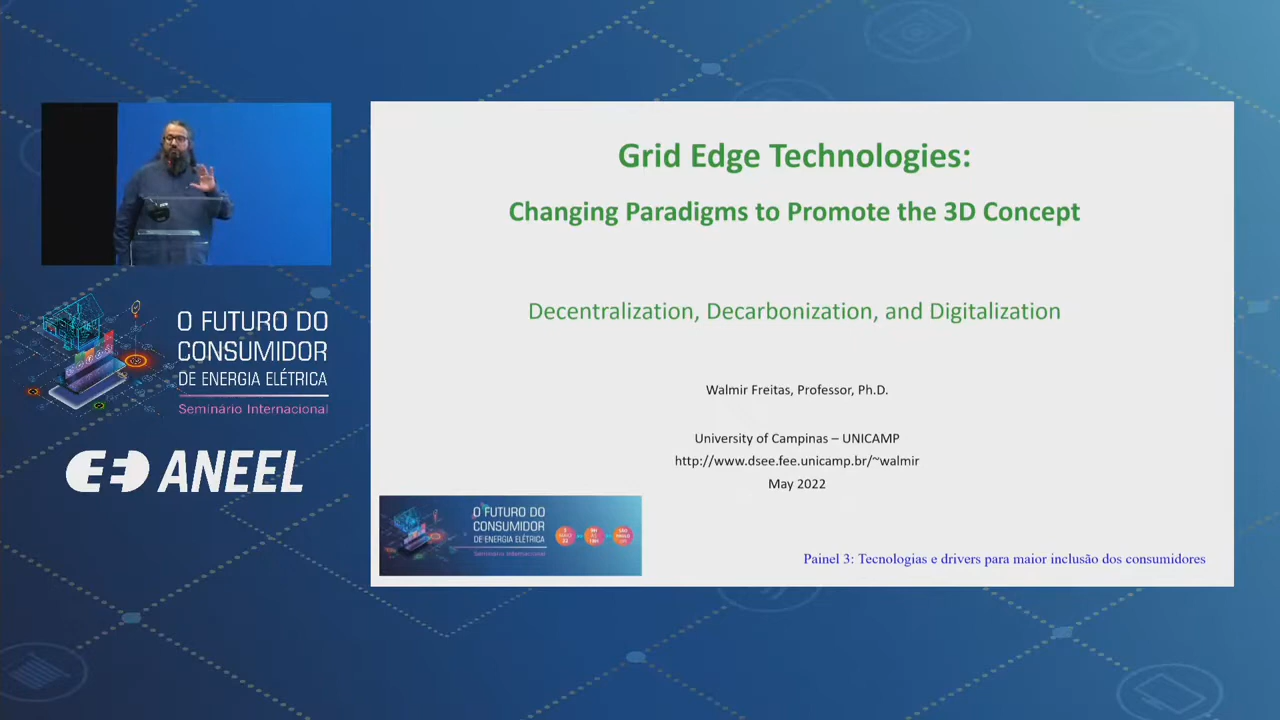 Grid Edge Technologies:
Changing Paradigms to Promote the 3D Concept
Decentralization, Decarbonization, and Digitalization
Walmir Freitas, Professor, Ph.D.
University of Campinas – UNICAMP
http://www.dsee.fee.unicamp.br/~walmir
May 2022
O FUTURO DO
CONSUMIDOR
DE ENERGIA ELÉTRICA
Seminário Internacional
Painel 3: Tecnologias e drivers para maior inclusão dos consumidores
O FUTURO DO
CONSUMIDOR
DE ENERGIA ELÉTRICA
Seminário Internacional
ANEEL